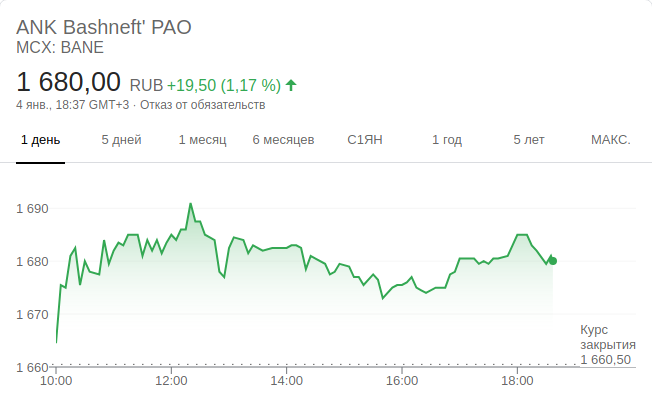 ANK Bashneft' PAO
MCX: BANE
1 680,00 RUB +19,50 (1,17 %)
4 янв., 18:37 GMT+3 · Отказ от обязательств
1 день 5 дней 1 месяц 6 месяцев С1ЯН 1 год 5 лет МАКС.
1 690
1 680
1 670
1 660
Курс
закрытия
1 660,50
10:00 12:00 14:00 16:00 18:00